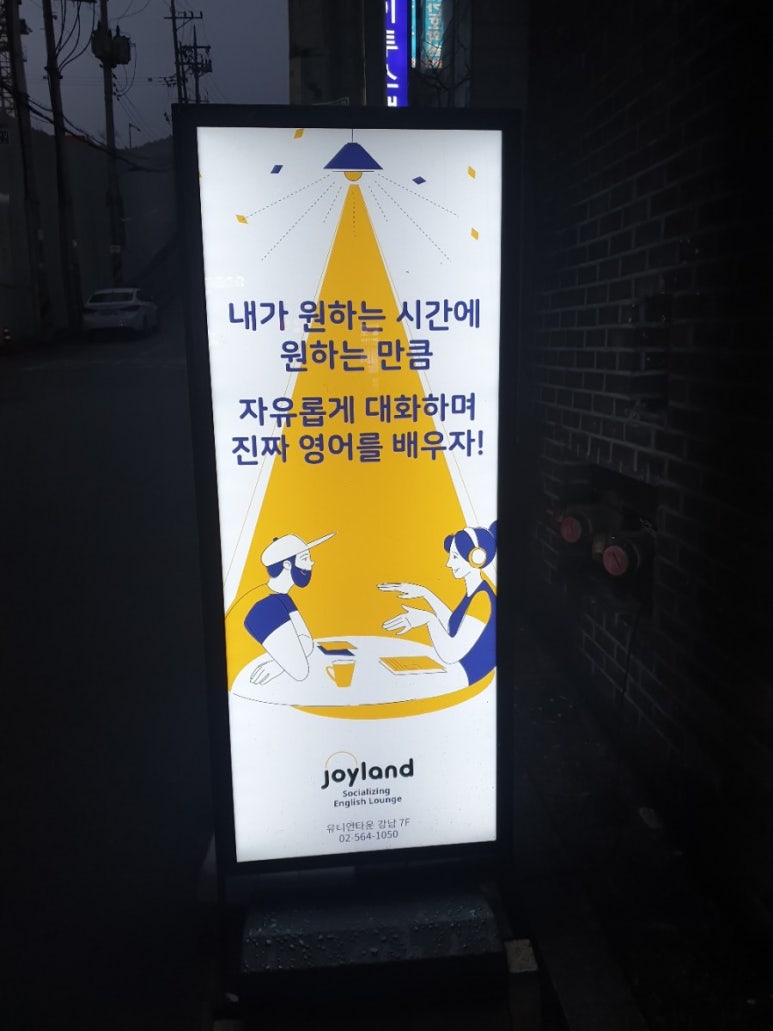 내가 원하는 시간에
원하는 만큼
자유롭게 대화하며
진짜 영어를 배우자!
joyland
Socializing
English Lounge
유니언타운 강남 7F
02-564-1050